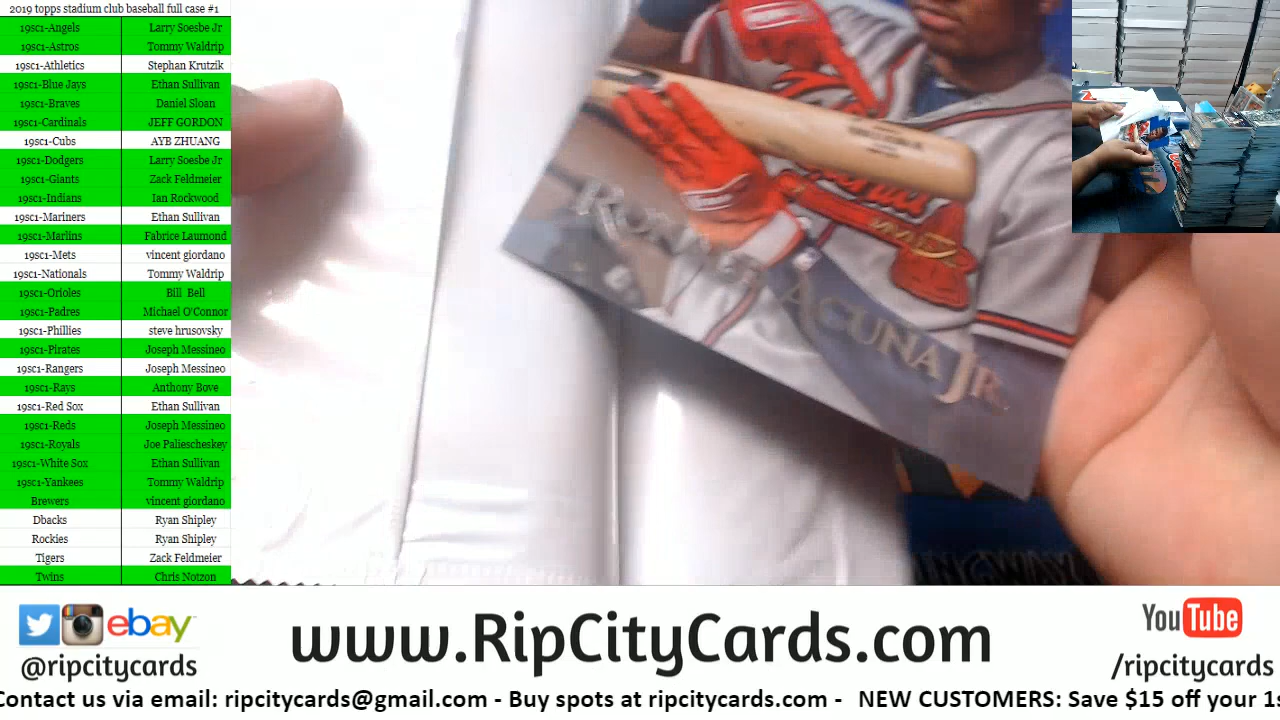 2019 topps stadium club baseball full case #1
19sc1-Angels Larry Soesbe Jr
19sc1-Astros Tommy Waldrip
19sc1-Athletics Stephan Krutzik
19sc1-Blue Jays Ethan Sullivan
19sc1-Braves Daniel Sloan
19sc1-Cardinals JEFF GORDON
19sc1-Cubs AYB ZHUANG
19sc1-Dodgers Larry Soesbe Jr
19sc1-Giants Zack Feldmeier
19sc1-Indians Ian Rockwood
19sc1-Mariners Ethan Sullivan
19sc1-Marlins Fabrice Laumond
19sc1-Mets vincent giordano
19sc1-Nationals Tommy Waldrip
19sc1-Orioles Bill Bell
19sc1-Padres Michael O'Connor
19sc1-Phillies steve hrusovsky
19sc1-Pirates Joseph Messineo
19sc1-Rangers Joseph Messineo
19sc1-Rays Anthony Bove
19sc1-Red Sox Ethan Sullivan
19sc1-Reds Joseph Messineo
19sc1-Royals Joe Paliescheskey
19sc1-White Sox Ethan Sullivan
19sc1-Yankees Tommy Waldrip
Brewers vincent giordano
Dbacks Ryan Shipley
Rockies Ryan Shipley
Tigers Zack Feldmeier
Twins Chris Notzon
RONALD ACUNA JR.
ebay
@ripcitycards
www.RipCityCards.com
YouTube
/ripcitycards
Contact us via email: ripcitycards@gmail.com - Buy spots at ripcitycards.com - NEW CUSTOMERS: Save $15 off your 1s